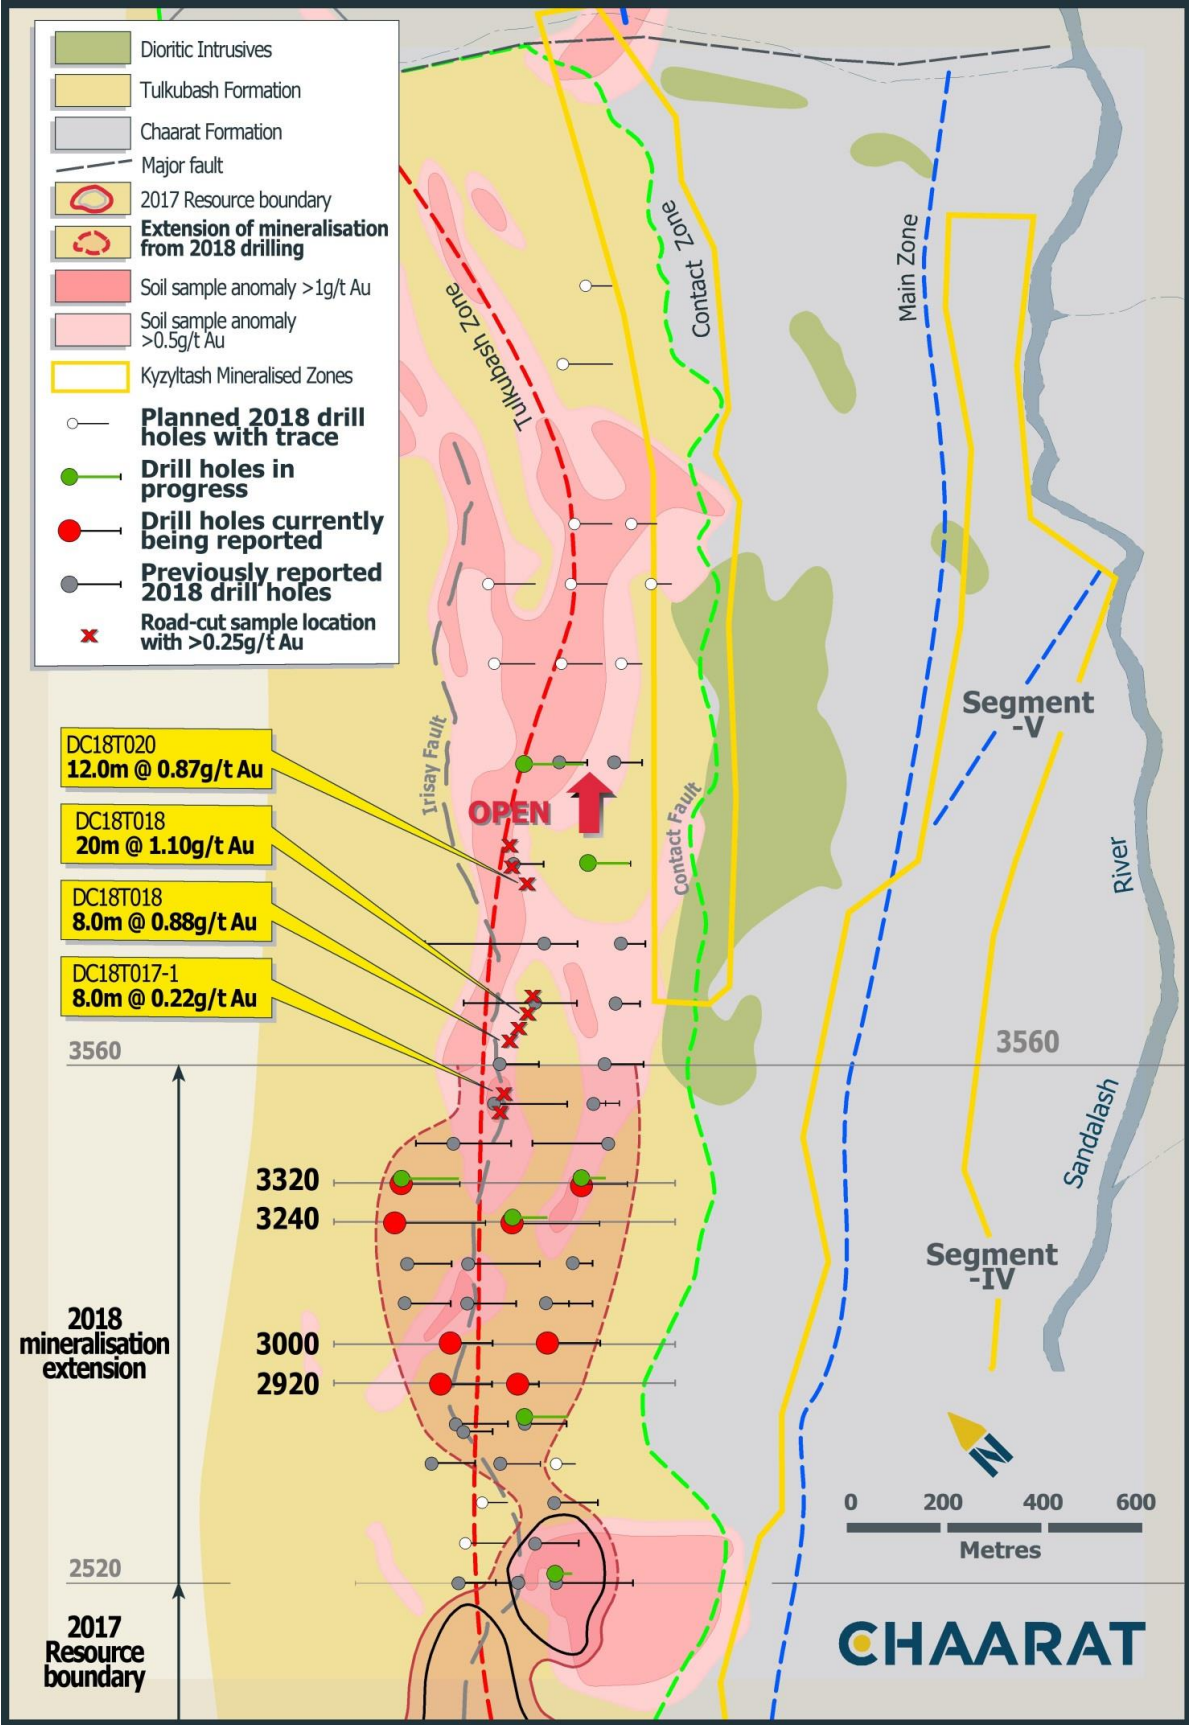 Dioritic Intrusives
Tulkubash Formation
Chaarat Formation
Major fault
2017 Resource boundary
Extension of mineralisation
from 2018 drilling
Soil sample anomaly >1g/t Au
Soil sample anomaly
>0.5g/t Au
Kyzyltash Mineralised Zones
Planned 2018 drill
holes with trace
Drill holes in
progress
Drill holes currently
being reported
Previously reported
2018 drill holes
Road-cut sample location
with >0.25g/t Au
Contact Zone
Main Zone
Tulkubash Zone
Segment
-V
Irisay Fault
DC18T020
12.0m @ 0.87g/t Au
OPEN
Contact Fault
DC18T018
20m @ 1.10g/t Au
River
DC18T018
8.0m @ 0.88g/t Au
DC18T017-1
8.0m @ 0.22g/t Au
3560
3560
Sandalash
3320
3240
Segment
-IV
2018
mineralisation
extension
3000
2920
N
0 200 400 600
Metres
2520
2017
Resource
boundary
CHAARAT